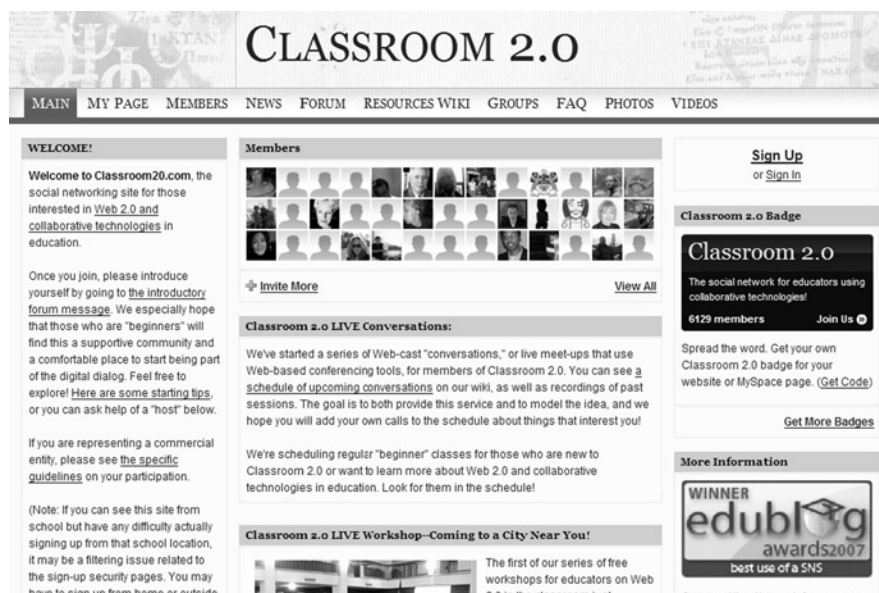 CLASSROOM 2.0
MAIN MY PAGE MEMBERS NEWS FORUM RESOURCES WIKI GROUPS FAQ PHOTOS VIDEOS
WELCOME!
Welcome to Classroom20.com, the
social networking site for those
interested in Web 2.0 and
collaborative technologies in
education.
Once you join, please introduce
yourself by going to the introductory
forum message. We especially hope
that those who are "beginners" will
find this a supportive community and
a comfortable place to start being part
of the digital dialog. Feel free to
explore! Here are some starting tips,
or you can ask help of a "host" below.
If you are representing a commercial
entity, please see the specific
guidelines on your participation.
(Note: If you can see this site from
school but have any difficulty actually
signing up from that school location,
it may be a filtering issue related to
the sign-up security pages. You may
have to sign up from home or outside
Members
Invite More View All
Classroom 2.0 LIVE Conversations:
We've started a series of Web-cast "conversations," or live meet-ups that use
Web-based conferencing tools, for members of Classroom 2.0. You can see a
schedule of upcoming conversations on our wiki, as well as recordings of past
sessions. The goal is to both provide this service and to model the idea, and we
hope you will add your own calls to the schedule about things that interest you!
We're scheduling regular "beginner" classes for those who are new to
Classroom 2.0 or want to learn more about Web 2.0 and collaborative
technologies in education. Look for them in the schedule!
Classroom 2.0 LIVE Workshop--Coming to a City Near You!
The first of our series of free
workshops for educators on Web
Sign Up
or Sign In
Classroom 2.0 Badge
Classroom 2.0
The social network for educators using
collaborative technologies!
6129 members Join Us
Spread the word. Get your own
Classroom 2.0 badge for your
website or MySpace page. (Get Code)
Get More Badges
More Information
WINNER
edublog
awards2007
best use of a SNS